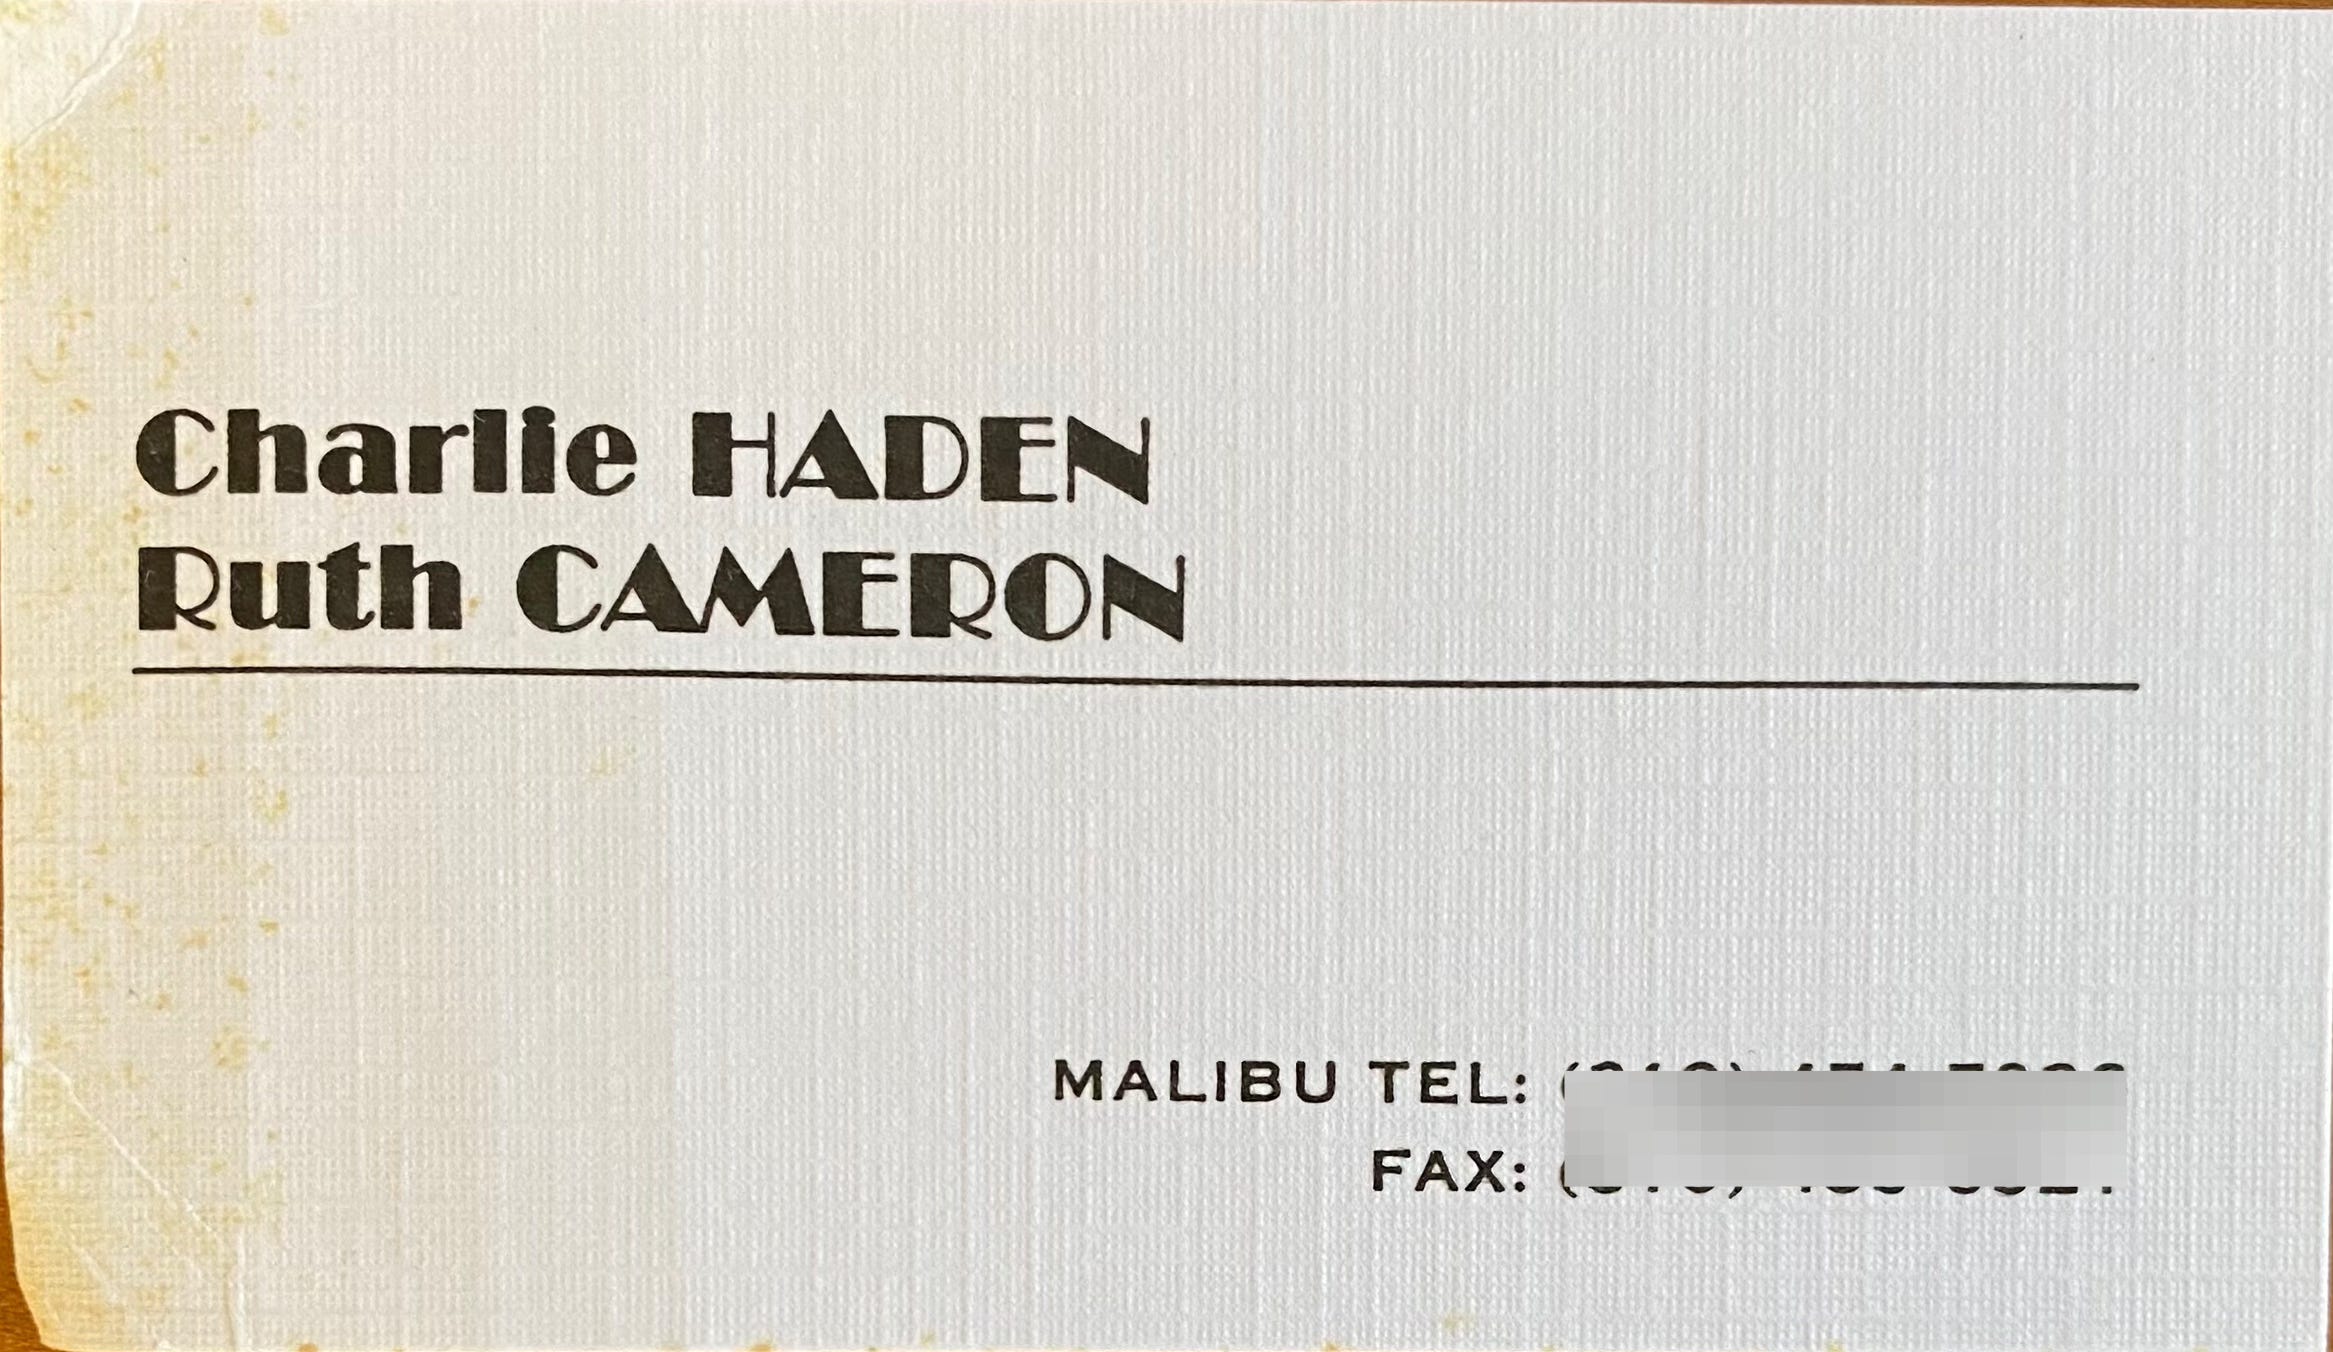 Charlie HADEN
Ruth CAMERON
MALIBU TEL:
FAX: